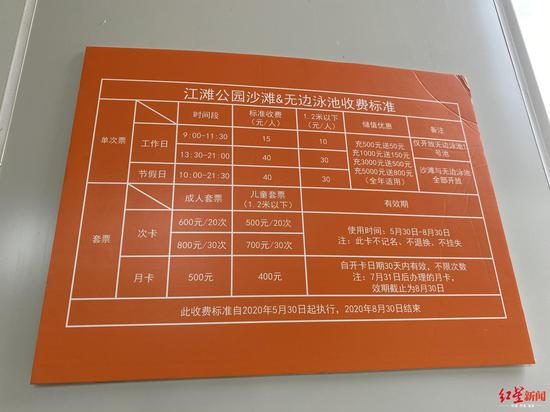 江滩公园沙滩&无边泳池收费标准
单次票
时间段
标准收费
(元/人)
1.2米以下
(元/人)
储值优惠
备注
工作日
9:00-11:30
15
10
充500元送50元
充1000元送150元
充3000元送500元
充5000元送800元
(全年适用)
仅开放无边泳池1
号池
13:30-21:00
40
30
沙滩与无边泳池
全部开放
节假日
10:00-21:30
40
30
套票
成人套票
儿童套票
(1.2米以下)
有效期
次卡
600元/20次
500元/20次
使用时间:5月30日-8月30日
注:此卡不记名、不退换、不挂失
800元/30次
700元/30次
月卡
500元
400元
自开卡日期30天内有效,不限次数
注:7月31日后办理的月卡,
效期截止为8月30日
此收费标准自2020年5月30日起执行,2020年8月30日结束
红星新闻